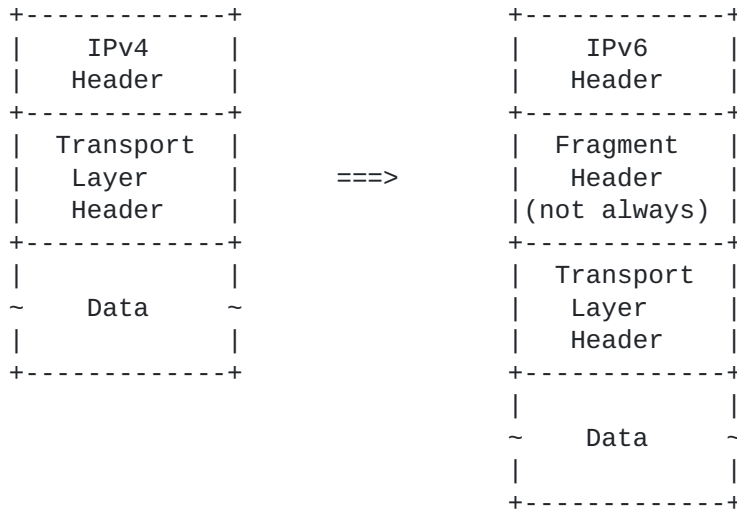 IPv4
Header
Transport
Layer
Header
Data
===>
IPv6
Header
Fragment
Header
(not always)
Transport
Layer
Header
Data